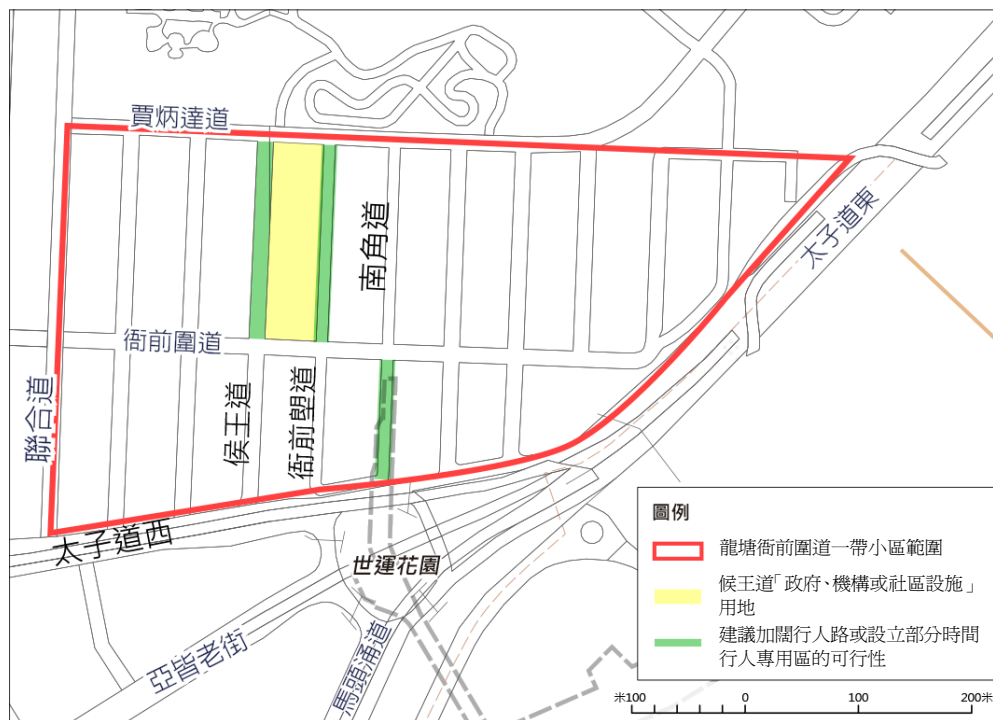 賈炳達道
南角道
太子道東
衙前圍道
聯合道
侯王道
衙前塱道
太子道西
世運花園
亞皆老街
馬頭涌道
圖例
龍塘衙前圍道一帶小區範圍
候王道「政府、機構或社區設施」
用地
建議加闊行人路或設立部分時間
行人專用區的可行性
米100 0 100 200米